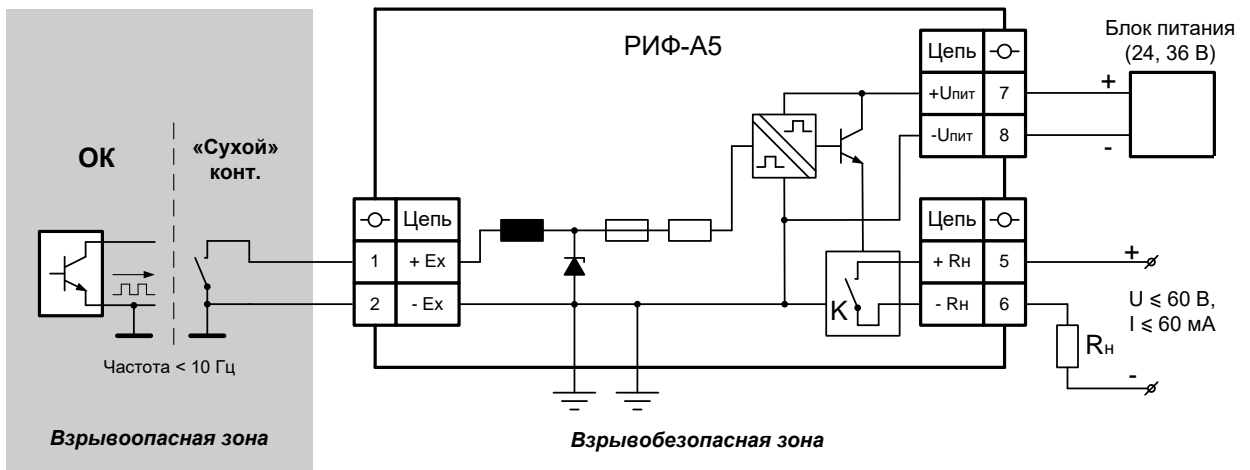 РИФ-А5
Блок питания
(24, 36 В)
Цепь
+Uпит
7
-Uпит
8
+
-
ОК
«Сухой»
конт.
Цепь
1
+ Ex
2
- Ex
Цепь
+ Rн
5
- Rн
6
K
+
U ⩽ 60 В,
I ⩽ 60 мА
Rн
-
Частота < 10 Гц
Взрывоопасная зона
Взрывобезопасная зона